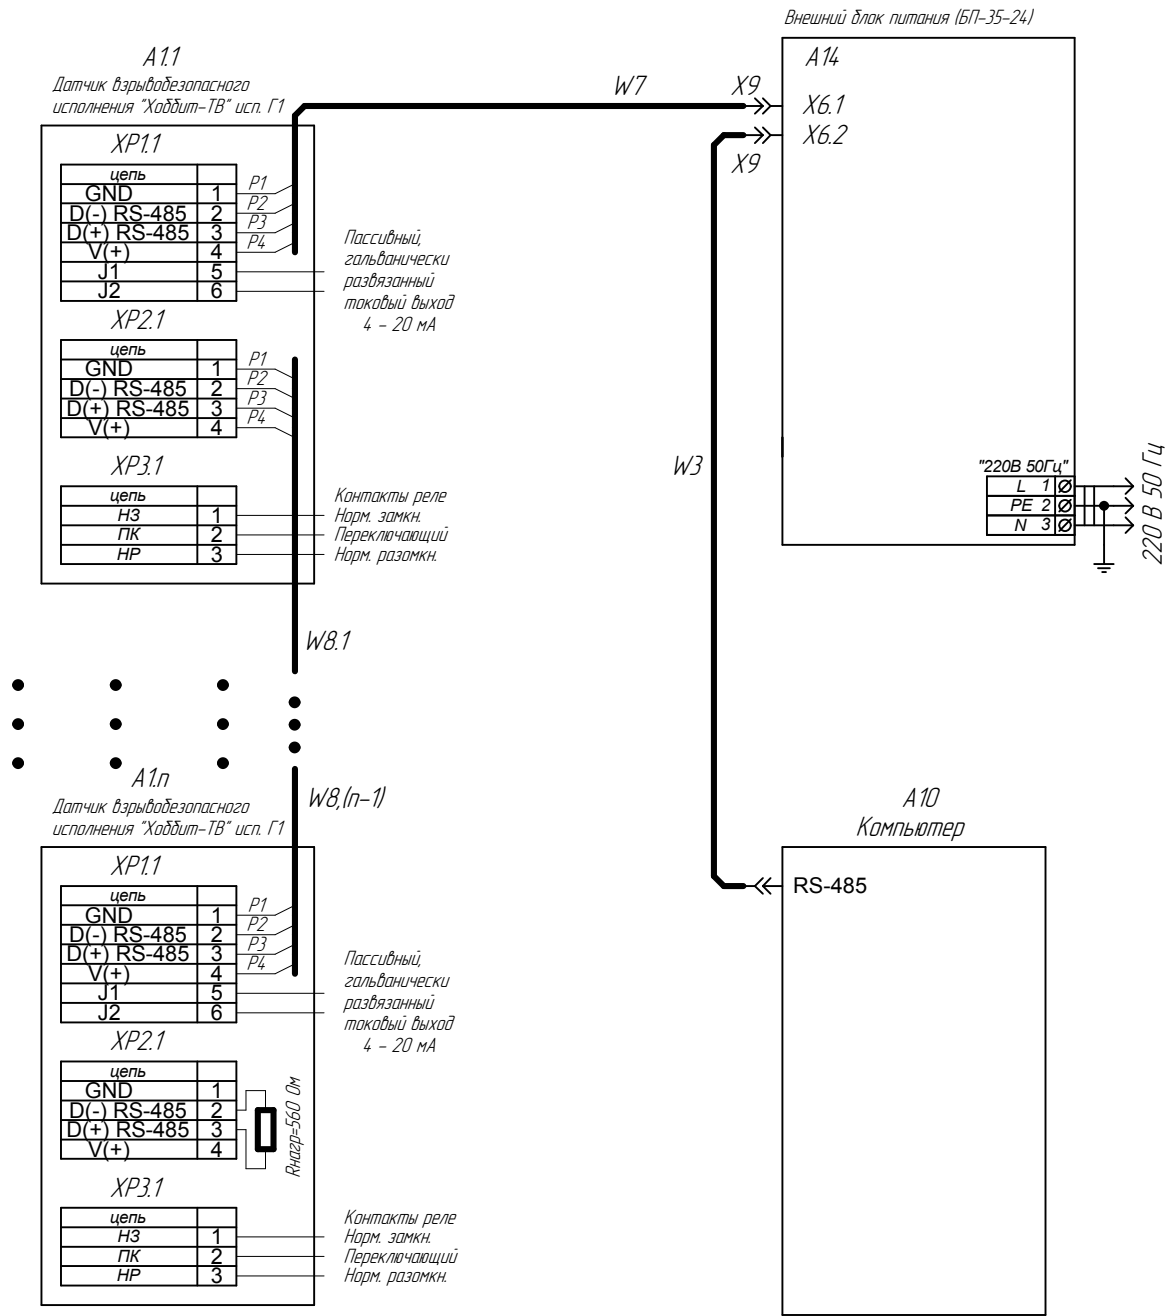 Внешний блок питания (БП-35-24)
А1.1
Датчик взрывобезопасного
исполнения "Хоббит-ТВ" исп. Г1
XP1.1
цепь
GND 1 P1
D(-) RS-485 2 P2
D(+) RS-485 3 P3
V(+) 4 P4
J1 5
J2 6
Пассивный,
гальванически
развязанный
токовый выход
4 - 20 мА
XP2.1
цепь
GND 1 P1
D(-) RS-485 2 P2
D(+) RS-485 3 P3
V(+) 4 P4
XP3.1
цепь
НЗ 1
ПК 2
НР 3
Контакты реле
Норм. замкн.
Переключающий
Норм. разомкн.
W7
X9
A14
X6.1
X6.2
X9
W3
"220В 50Гц"
L 1
PE 2
N 3
220 В 50 Гц
W8.1
А1.п
Датчик взрывобезопасного
исполнения "Хоббит-ТВ" исп. Г1
W8,(п-1)
XP1.1
цепь
GND 1 P1
D(-) RS-485 2 P2
D(+) RS-485 3 P3
V(+) 4 P4
J1 5
J2 6
Пассивный,
гальванически
развязанный
токовый выход
4 - 20 мА
XP2.1
цепь
GND 1
D(-) RS-485 2
D(+) RS-485 3
V(+) 4
Rнагр=560 Ом
XP3.1
цепь
НЗ 1
ПК 2
НР 3
Контакты реле
Норм. замкн.
Переключающий
Норм. разомкн.
А10
Компьютер
RS-485